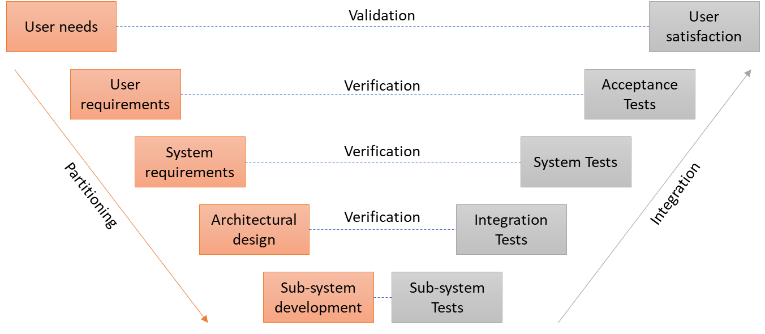 User needs
Validation
User
satisfaction
User
requirements
Verification
Acceptance
Tests
System
requirements
Verification
System Tests
Partitioning
Integration
Architectural
design
Verification
Integration
Tests
Sub-system
development
Sub-system
Tests